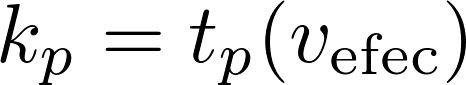 k_p = t_p(v_efec)